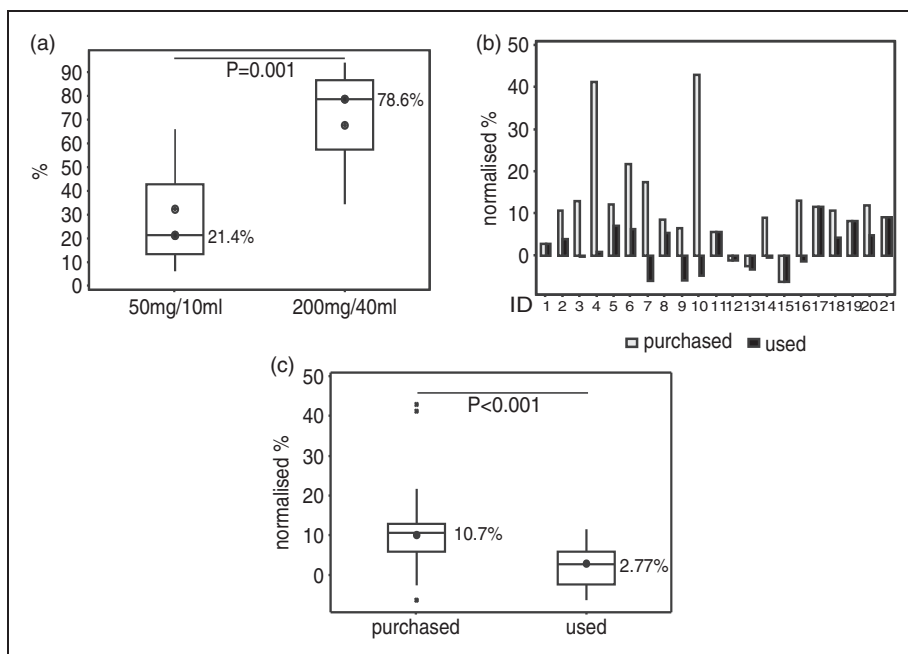 (a)
P=0.001
90
80
70
60
50
40
30
20
10
0
%
78.6%
21.4%
50mg/10ml 200mg/40ml
(b)
50
40
30
20
10
0
normalised %
ID 1 2 3 4 5 6 7 8 9 10 11 12 13 14 15 16 17 18 19 20 21
purchased used
(c)
50
40
30
20
10
0
normalised %
P<0.001
10.7%
2.77%
purchased used